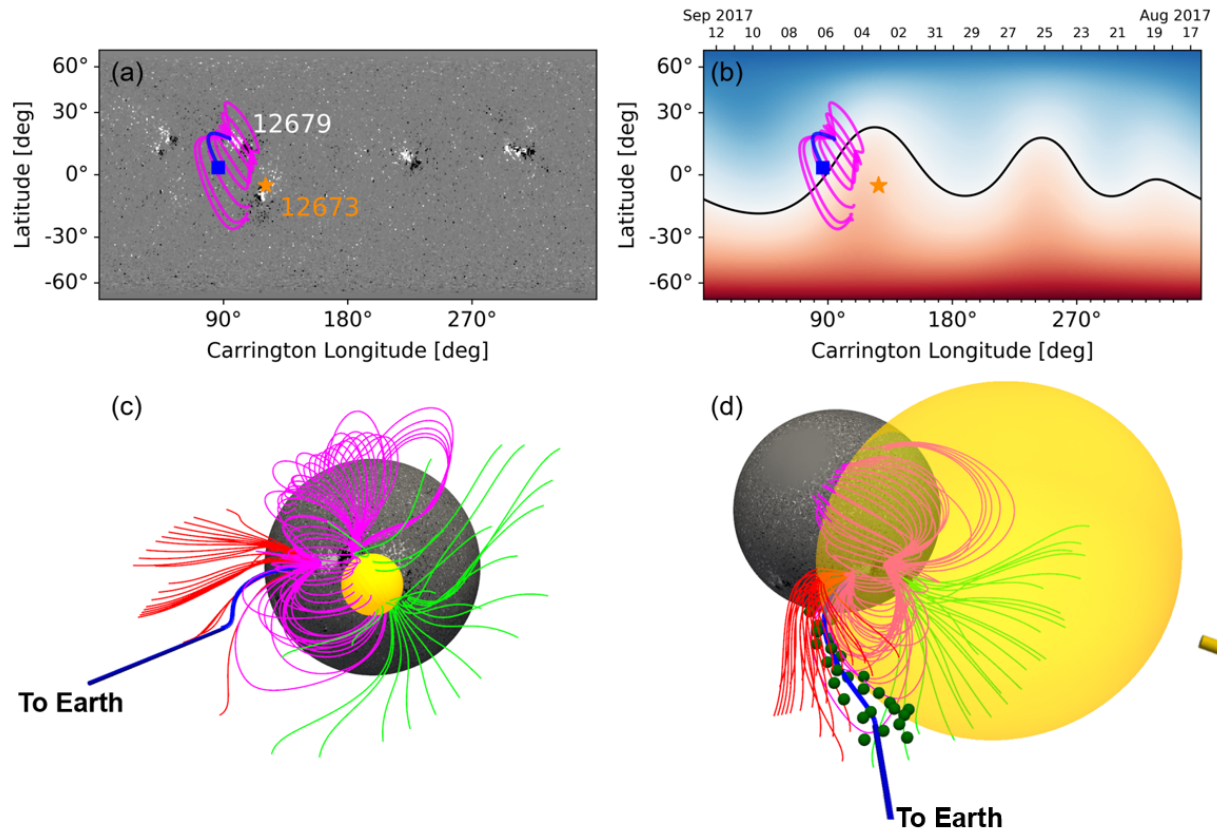 Sep 2017 Aug 2017
12 10 08 06 04 02 31 29 27 25 23 21 19 17
(a) (b)
60° 60°
30° 30°
0° 0°
-30° -30°
-60° -60°
12679
12673
Latitude [deg] Latitude [deg]
90° 180° 270° 90° 180° 270°
Carrington Longitude [deg] Carrington Longitude [deg]
(c) (d)
To Earth
To Earth